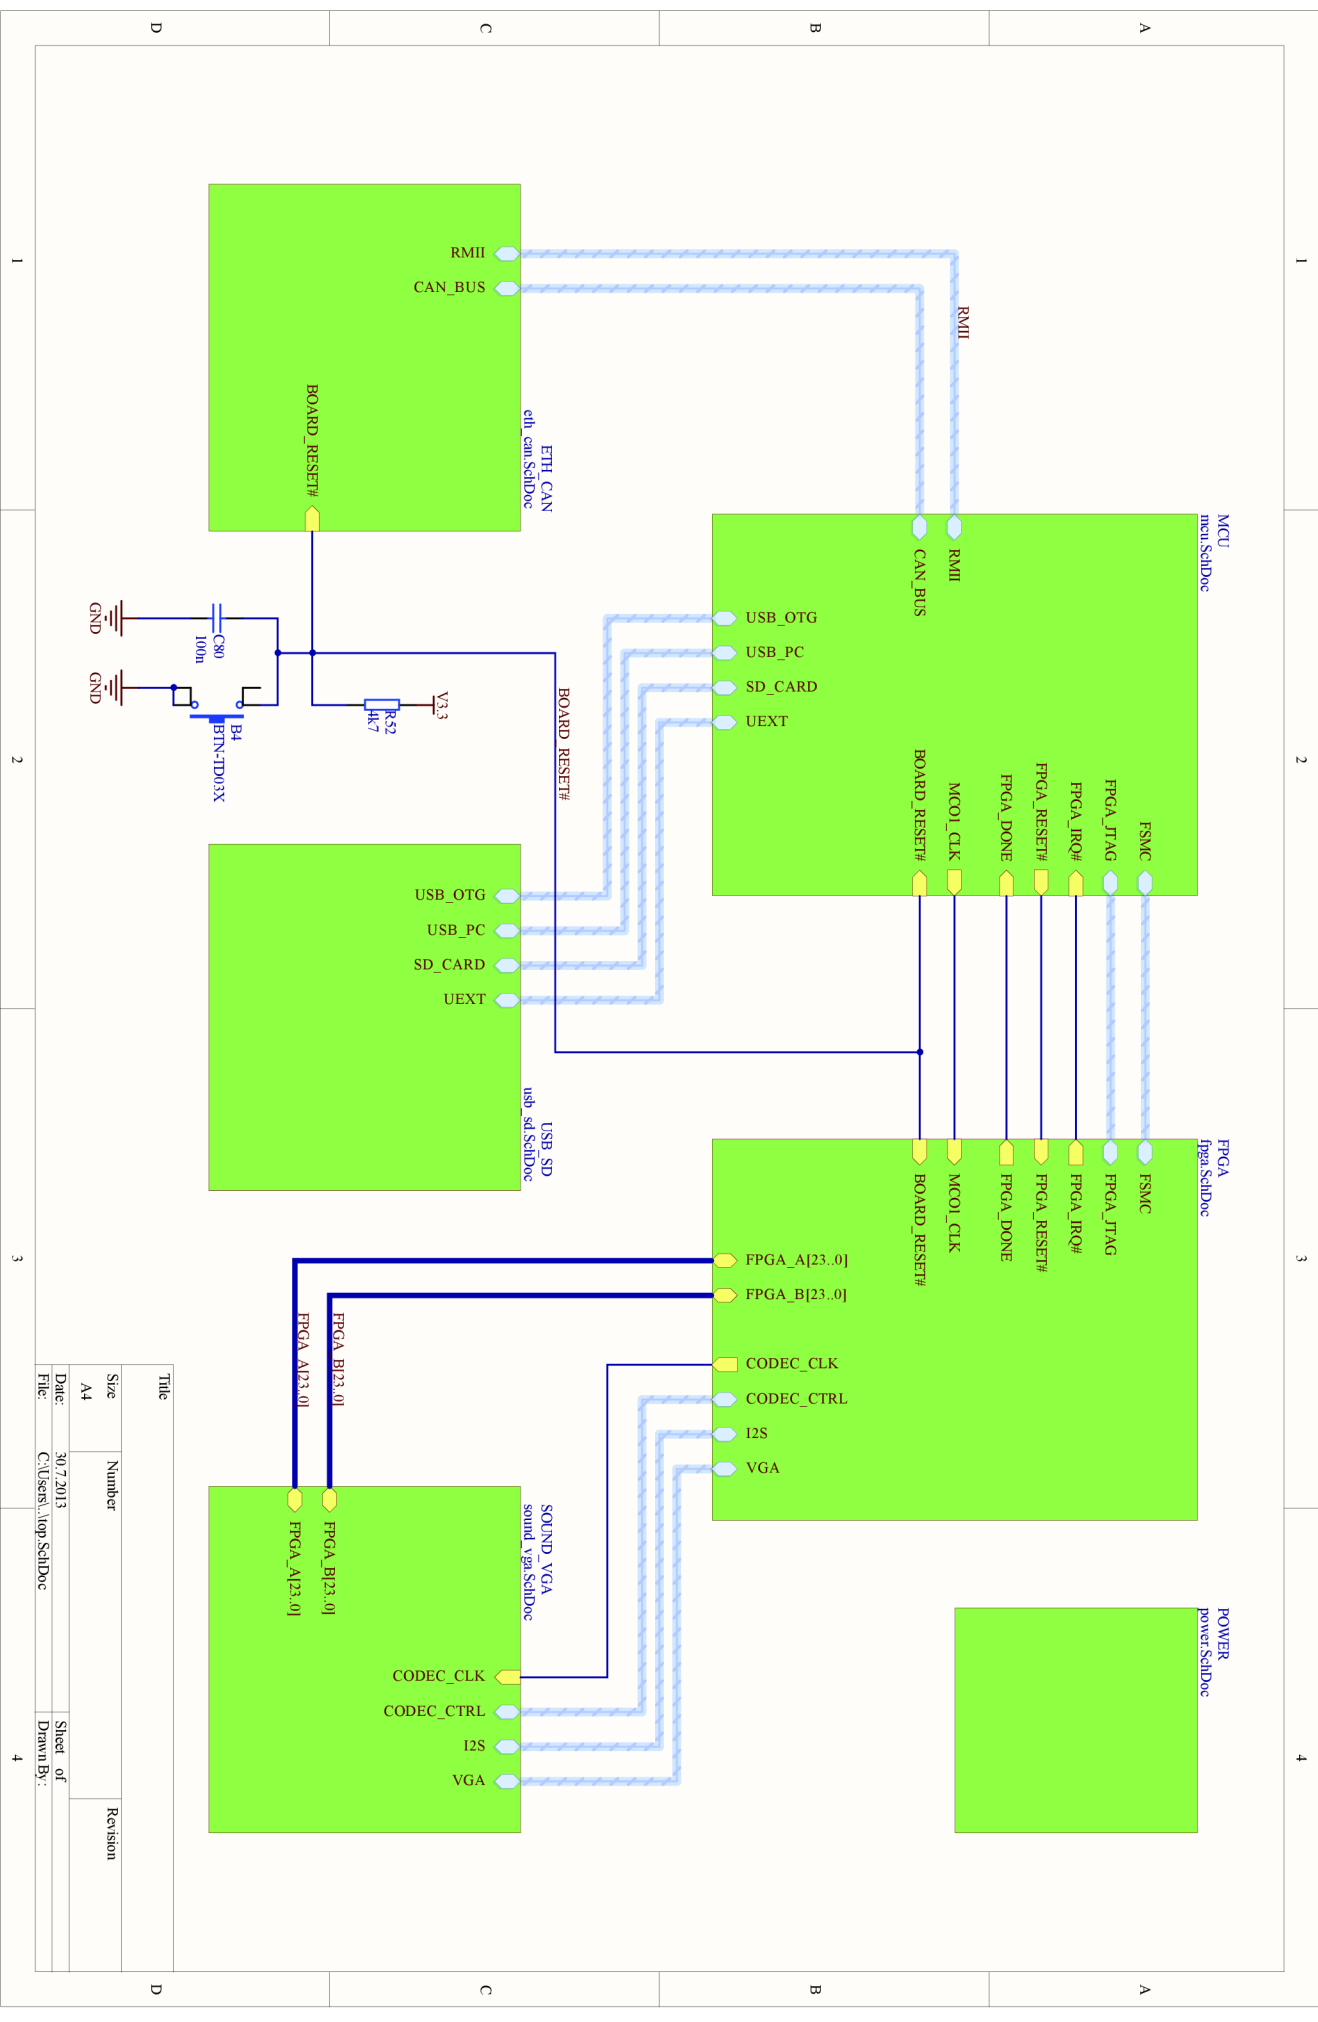 1
2
3
4
A
B
C
D
MCU
mcu.SchDoc
RMII
CAN_BUS
USB_OTG
USB_PC
SD_CARD
UEXT
FSMC
FPGA_JTAG
FPGA_IRQ#
FPGA_RESET#
FPGA_DONE
MCO1_CLK
BOARD_RESET#
FPGA
fpga.SchDoc
FSMC
FPGA_JTAG
FPGA_IRQ#
FPGA_RESET#
FPGA_DONE
MCO1_CLK
BOARD_RESET#
FPGA_A[23..0]
FPGA_B[23..0]
CODEC_CLK
CODEC_CTRL
I2S
VGA
POWER
power.SchDoc
RMII
ETH_CAN
eth_can.SchDoc
RMII
CAN_BUS
BOARD_RESET#
BOARD_RESET#
V3.3
R52
4k7
C80
100n
GND
B4
BTN-TD03X
GND
USB_SD
usb_sd.SchDoc
USB_OTG
USB_PC
SD_CARD
UEXT
FPGA_B[23..0]
FPGA_A[23..0]
SOUND_VGA
sound_vga.SchDoc
FPGA_B[23..0]
FPGA_A[23..0]
CODEC_CLK
CODEC_CTRL
I2S
VGA
Title
Size Number Revision
A4
Date: 30.7.2013 Sheet of
File: C:\Users\..\top.SchDoc Drawn By:
1
2
3
4
A
B
C
D